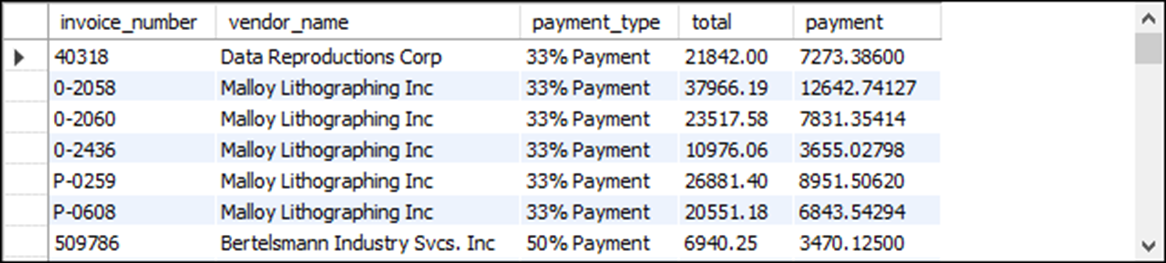 invoice_number vendor_name payment_type total payment
40318 Data Reproductions Corp 33% Payment 21842.00 7273.38600
0-2058 Malloy Lithographing Inc 33% Payment 37966.19 12642.74127
0-2060 Malloy Lithographing Inc 33% Payment 23517.58 7831.35414
0-2436 Malloy Lithographing Inc 33% Payment 10976.06 3655.02798
P-0259 Malloy Lithographing Inc 33% Payment 26881.40 8951.50620
P-0608 Malloy Lithographing Inc 33% Payment 20551.18 6843.54294
509786 Bertelsmann Industry Svcs. Inc 50% Payment 6940.25 3470.12500